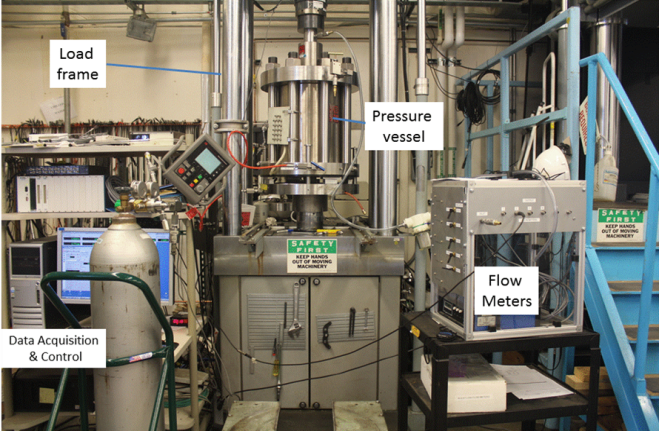 Load
frame
Pressure
vessel
SAFETY
FIRST
KEEP HANDS
OUT OF MOVING
MACHINERY
SAFETY
FIRST
KEEP HANDS
OUT OF MOVING
MACHINERY
Flow
Meters
Data Acquisition
& Control